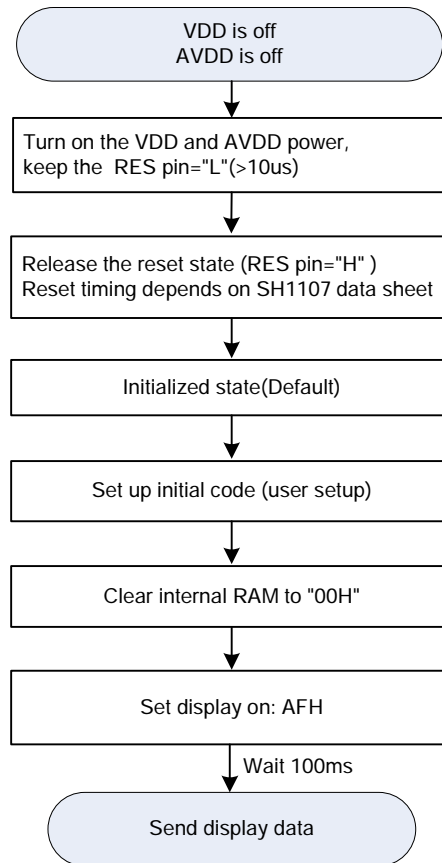 VDD is off
AVDD is off
Turn on the VDD and AVDD power,
keep the RES pin="L"(>10us)
Release the reset state (RES pin="H" )
Reset timing depends on SH1107 data sheet
Initialized state(Default)
Set up initial code (user setup)
Clear internal RAM to "00H"
Set display on: AFH
Wait 100ms
Send display data